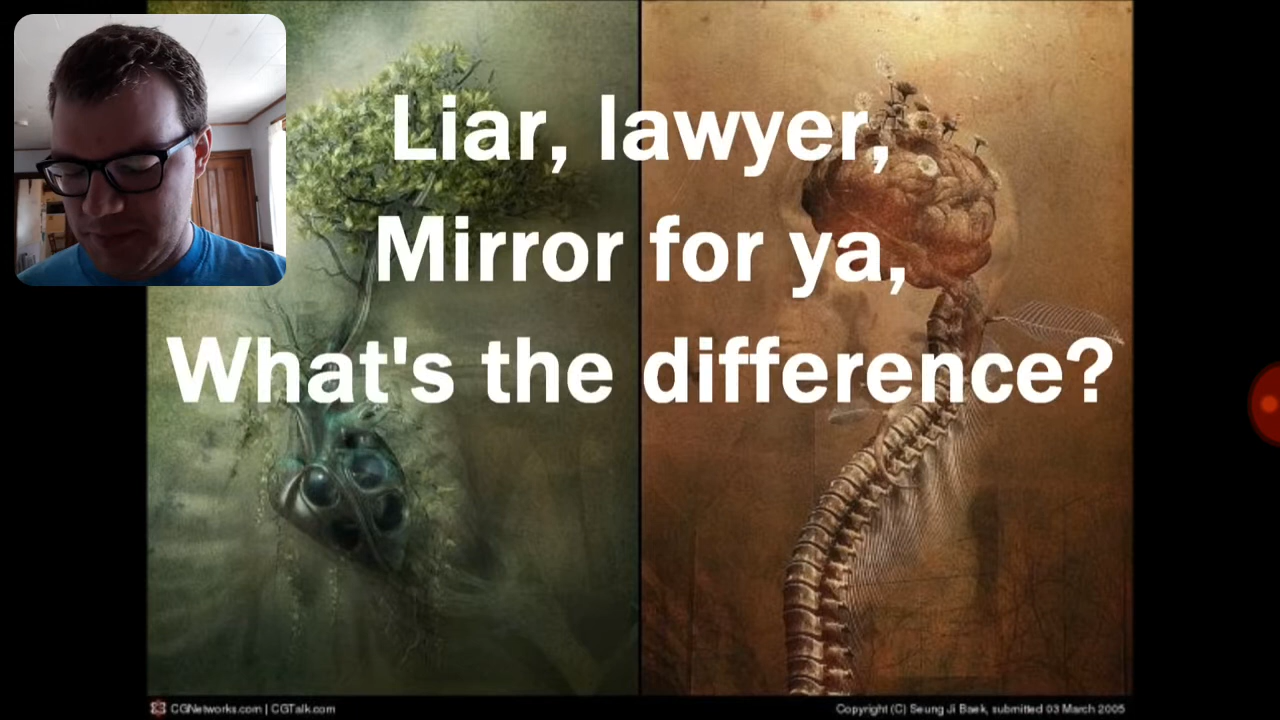 Liar, lawyer,
Mirror for ya,
What's the difference?
CGNetworks.com | CGTalk.com
Copyright (C) Seung Ji Baek, submitted 03 March 2005